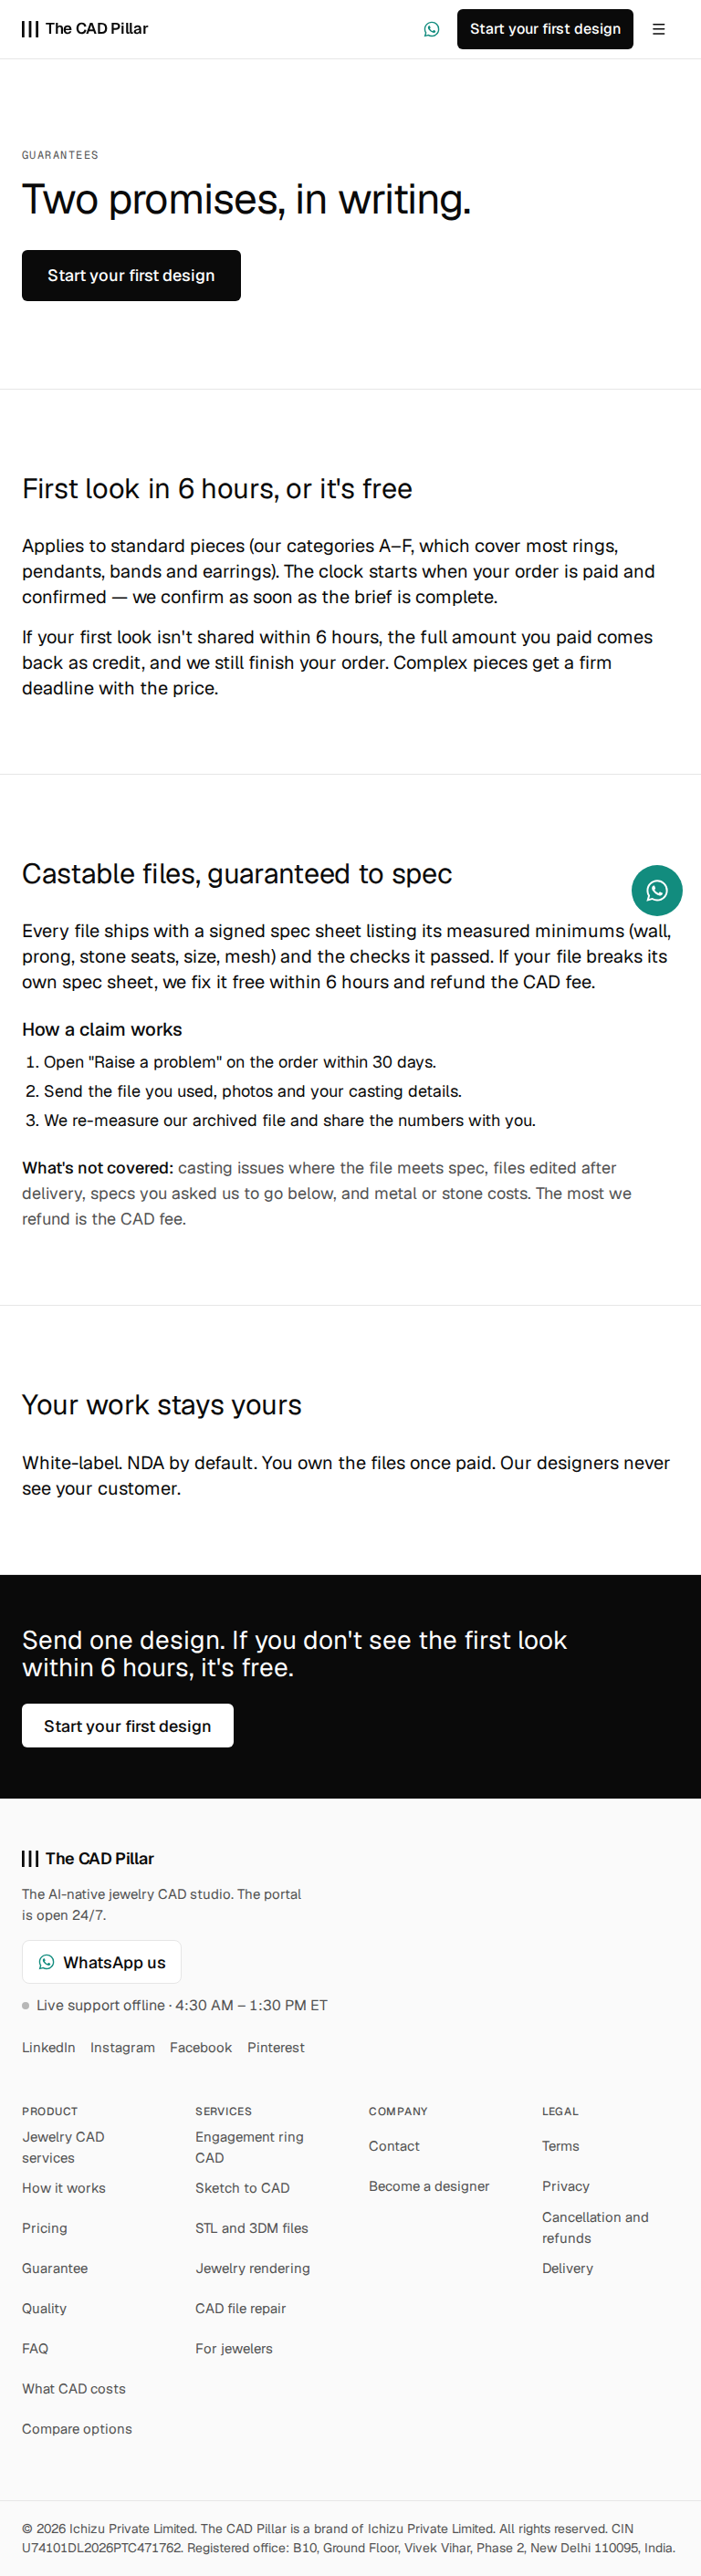 The CAD Pillar
Start your first design
GUARANTEES
Two promises, in writing.
Start your first design
First look in 6 hours, or it's free
Applies to standard pieces (our categories A–F, which cover most rings,
pendants, bands and earrings). The clock starts when your order is paid and
confirmed — we confirm as soon as the brief is complete.
If your first look isn't shared within 6 hours, the full amount you paid comes
back as credit, and we still finish your order. Complex pieces get a firm
deadline with the price.
Castable files, guaranteed to spec
Every file ships with a signed spec sheet listing its measured minimums (wall,
prong, stone seats, size, mesh) and the checks it passed. If your file breaks its
own spec sheet, we fix it free within 6 hours and refund the CAD fee.
How a claim works
1. Open "Raise a problem" on the order within 30 days.
2. Send the file you used, photos and your casting details.
3. We re-measure our archived file and share the numbers with you.
What's not covered: casting issues where the file meets spec, files edited after
delivery, specs you asked us to go below, and metal or stone costs. The most we
refund is the CAD fee.
Your work stays yours
White-label. NDA by default. You own the files once paid. Our designers never
see your customer.
Send one design. If you don't see the first look
within 6 hours, it's free.
Start your first design
The CAD Pillar
The AI-native jewelry CAD studio. The portal
is open 24/7.
WhatsApp us
Live support offline · 4:30 AM – 1:30 PM ET
LinkedIn Instagram Facebook Pinterest
PRODUCT
Jewelry CAD
services
How it works
Pricing
Guarantee
Quality
FAQ
What CAD costs
Compare options
SERVICES
Engagement ring
CAD
Sketch to CAD
STL and 3DM files
Jewelry rendering
CAD file repair
For jewelers
COMPANY
Contact
Become a designer
LEGAL
Terms
Privacy
Cancellation and
refunds
Delivery
© 2026 Ichizu Private Limited. The CAD Pillar is a brand of Ichizu Private Limited. All rights reserved. CIN
U74101DL2026PTC471762. Registered office: B10, Ground Floor, Vivek Vihar, Phase 2, New Delhi 110095, India.